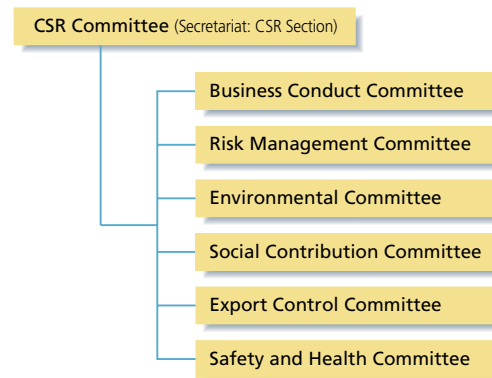 CSR Committee (Secretariat: CSR Section)
Business Conduct Committee
Risk Management Committee
Environmental Committee
Social Contribution Committee
Export Control Committee
Safety and Health Committee